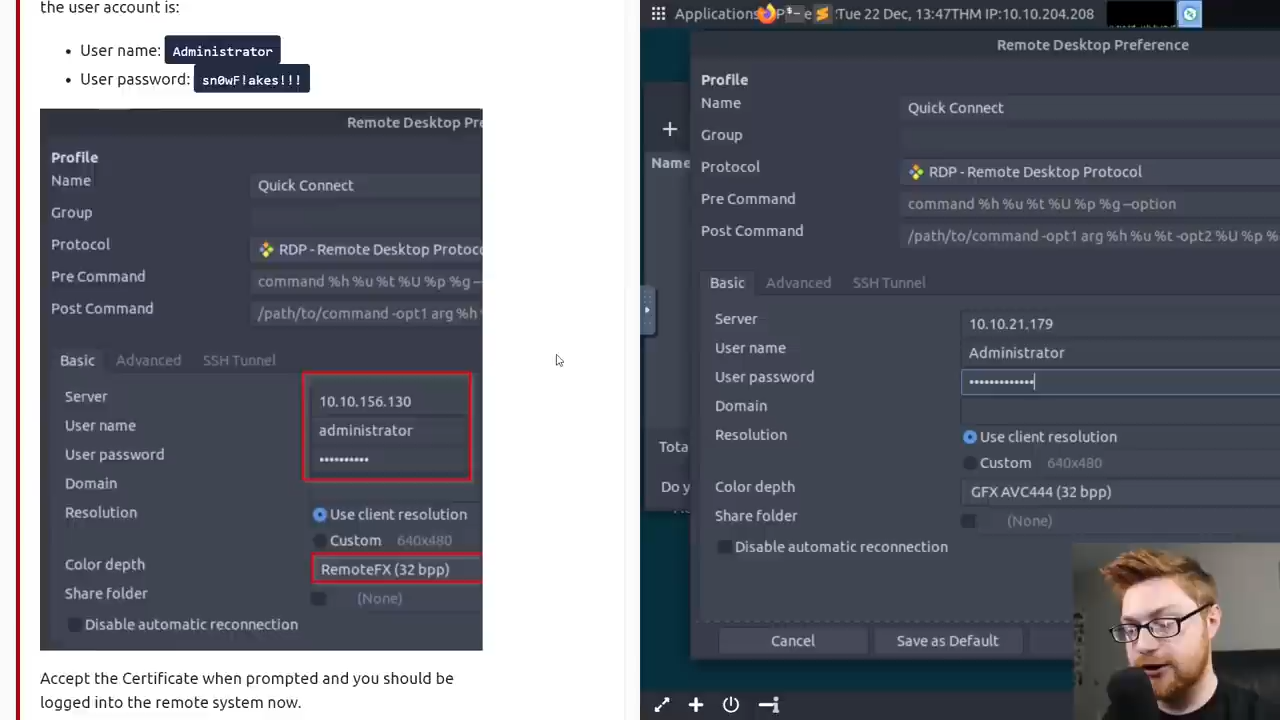 the user account is:
• User name: Administrator
• User password: sn0wF!akes!!!
Remote Desktop Pre
Profile
Name Quick Connect
Group
Protocol RDP - Remote Desktop Protoco
Pre Command command %h %u %t %U %p %g --
Post Command /path/to/command -opt1 arg %h
Basic Advanced SSH Tunnel
Server 10.10.156.130
User name administrator
User password ••••••••••
Domain
Resolution Use client resolution
Custom 640x480
Color depth RemoteFX (32 bpp)
Share folder (None)
Disable automatic reconnection
Accept the Certificate when prompted and you should be
logged into the remote system now.
Applications Tue 22 Dec, 13:47 THM IP:10.10.204.208
Remote Desktop Preference
+
Name
Tota
Profile
Name Quick Connect
Group
Protocol RDP - Remote Desktop Protocol
Pre Command command %h %u %t %U %p %g --option
Post Command /path/to/command -opt1 arg %h %u %t -opt2 %U %p %
Basic Advanced SSH Tunnel
Server 10.10.21.179
User name Administrator
User password •••••••••••••
Domain
Resolution Use client resolution
Custom 640x480
Color depth GFX AVC444 (32 bpp)
Share folder (None)
Disable automatic reconnection
Cancel Save as Default